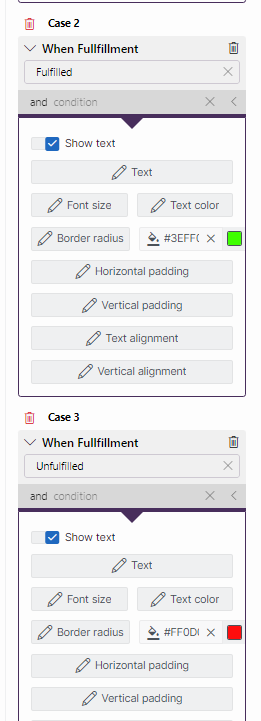 Case 2
When Fullfillment
Fulfilled
and condition
Show text
Text
Font size Text color
Border radius #3EFF
Horizontal padding
Vertical padding
Text alignment
Vertical alignment
Case 3
When Fullfillment
Unfulfilled
and condition
Show text
Text
Font size Text color
Border radius #FF0D
Horizontal padding
Vertical padding